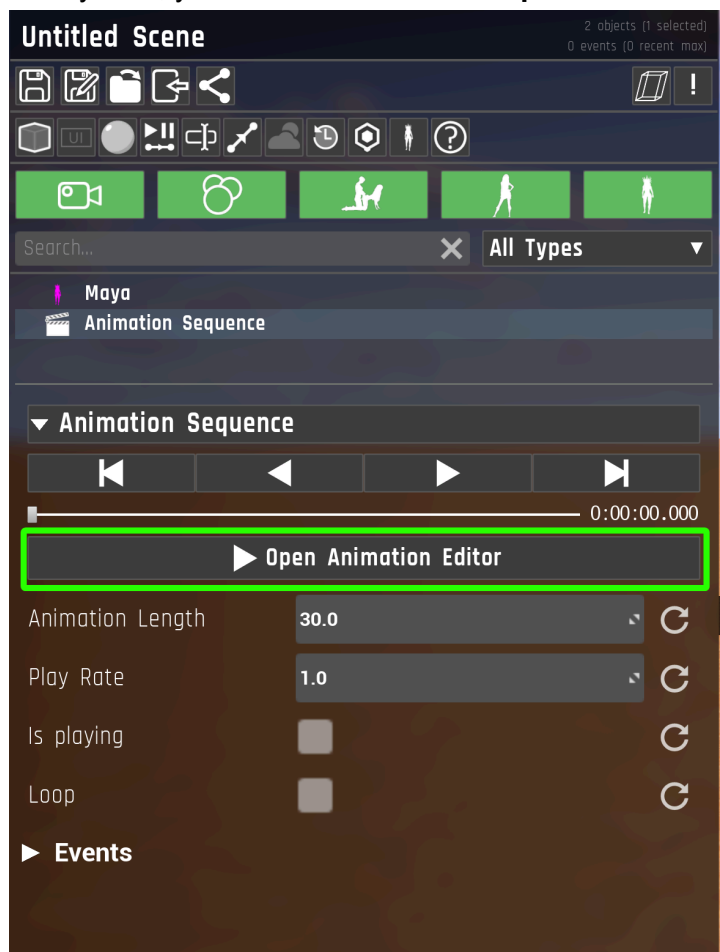 Untitled Scene
2 objects (1 selected)
0 events (0 recent max)
UI
Search...
All Types
Maya
Animation Sequence
Animation Sequence
0:00:00.000
Open Animation Editor
Animation Length
30.0
Play Rate
1.0
Is playing
Loop
Events